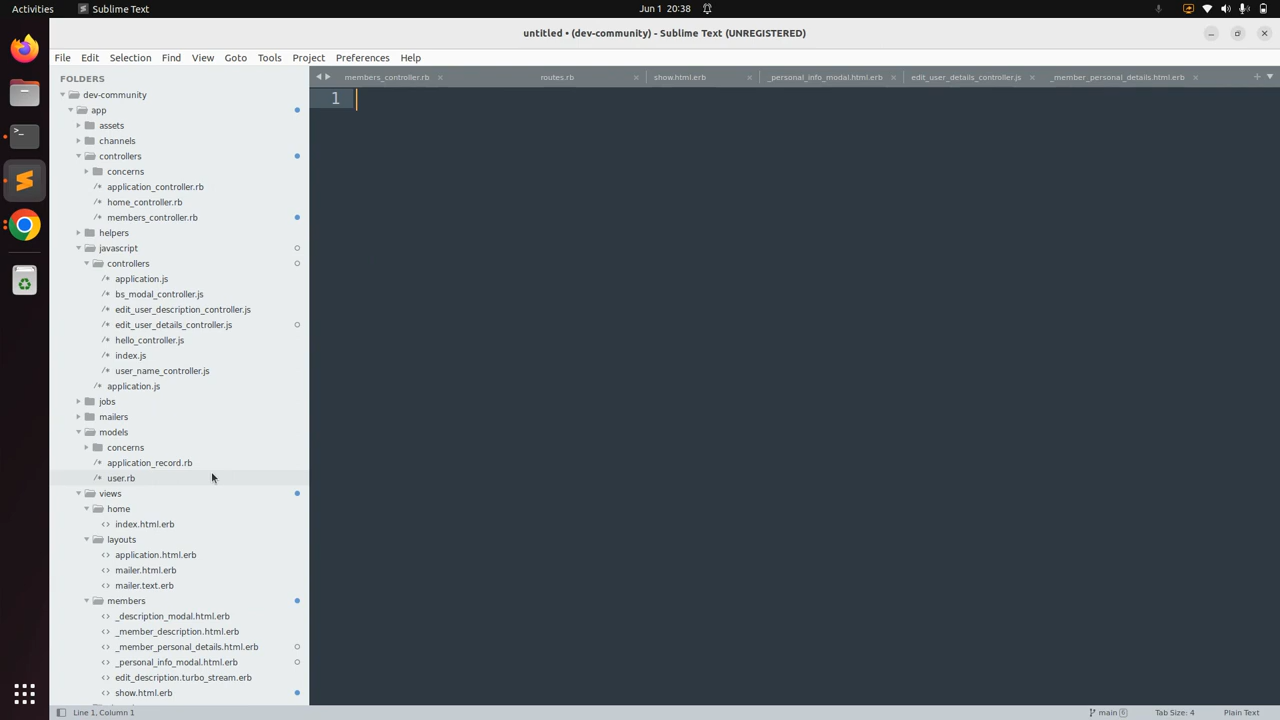 Activities
Sublime Text
Jun 1 20:38
untitled • (dev-community) - Sublime Text (UNREGISTERED)
File Edit Selection Find View Goto Tools Project Preferences Help
FOLDERS
members_controller.rb
routes.rb
show.html.erb
_personal_info_modal.html.erb
edit_user_details_controller.js
_member_personal_details.html.erb
1
dev-community
app
assets
channels
controllers
concerns
application_controller.rb
home_controller.rb
members_controller.rb
helpers
javascript
controllers
application.js
bs_modal_controller.js
edit_user_description_controller.js
edit_user_details_controller.js
hello_controller.js
index.js
user_name_controller.js
application.js
jobs
mailers
models
concerns
application_record.rb
user.rb
views
home
index.html.erb
layouts
application.html.erb
mailer.html.erb
mailer.text.erb
members
_description_modal.html.erb
_member_description.html.erb
_member_personal_details.html.erb
_personal_info_modal.html.erb
edit_description.turbo_stream.erb
show.html.erb
Line 1, Column 1
main 6
Tab Size: 4
Plain Text